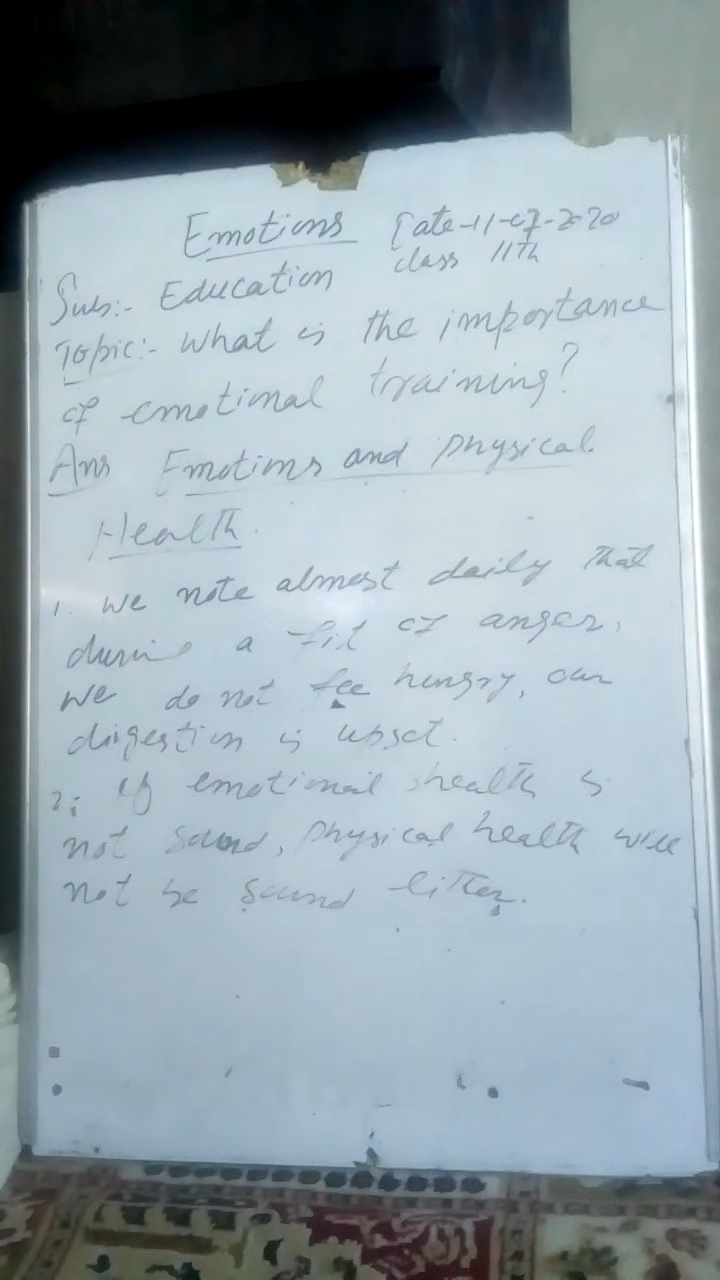 Emotions Date-11-07-2020
class 11Th
Sub:- Education
Topic:- What is the importance
of emotional training?
Ans Emotions and physical
Health.
1. We note almost daily that
during a fit of anger,
We do not fee hungry, our
digestion is upset.
2: If emotional health is
not sound, Physical health will
not be sound either.